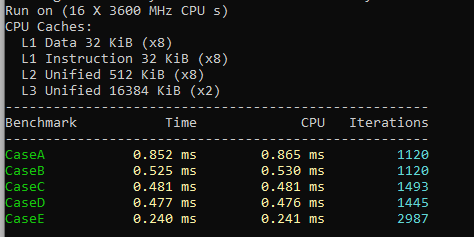 Run on (16 X 3600 MHz CPU s)
CPU Caches:
  L1 Data 32 KiB (x8)
  L1 Instruction 32 KiB (x8)
  L2 Unified 512 KiB (x8)
  L3 Unified 16384 KiB (x2)
-----------------------------------------------------
Benchmark           Time             CPU   Iterations
-----------------------------------------------------
CaseA           0.852 ms        0.865 ms         1120
CaseB           0.525 ms        0.530 ms         1120
CaseC           0.481 ms        0.481 ms         1493
CaseD           0.477 ms        0.476 ms         1445
CaseE           0.240 ms        0.241 ms         2987